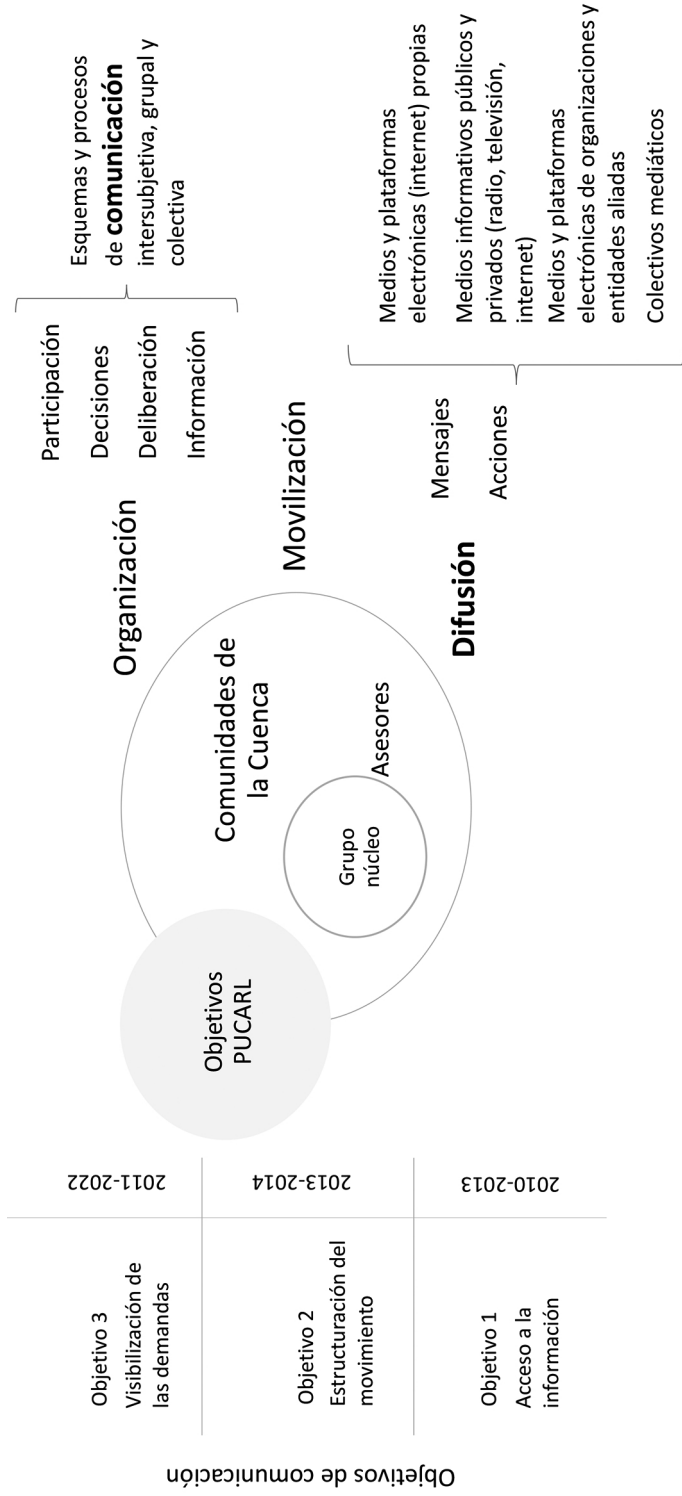 Objetivos de comunicación
Objetivo 3
Visibilización de
las demandas
2011-2022
Objetivo 2
Estructuración del
movimiento
2013-2014
Objetivo 1
Acceso a la
información
2010-2013
Objetivos
PUCARL
Comunidades de
la Cuenca
Grupo
núcleo
Asesores
Organización
Movilización
Difusión
Participación
Decisiones
Deliberación
Información
Esquemas y procesos
de comunicación
intersubjetiva, grupal y
colectiva
Mensajes
Acciones
Medios y plataformas
electrónicas (internet) propias
Medios informativos públicos y
privados (radio, televisión,
internet)
Medios y plataformas
electrónicas de organizaciones y
entidades aliadas
Colectivos mediáticos